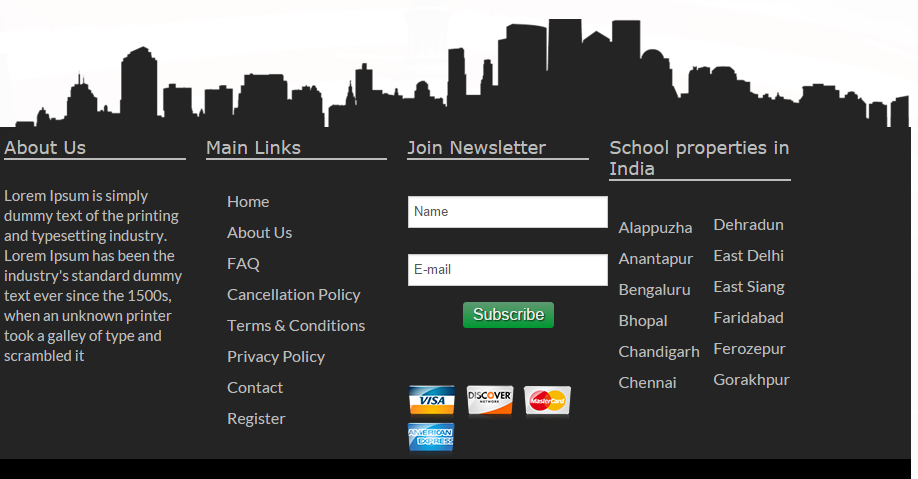 About Us
Lorem Ipsum is simply
dummy text of the printing
and typesetting industry.
Lorem Ipsum has been the
industry's standard dummy
text ever since the 1500s,
when an unknown printer
took a galley of type and
scrambled it
Main Links
Home
About Us
FAQ
Cancellation Policy
Terms & Conditions
Privacy Policy
Contact
Register
Join Newsletter
Name
E-mail
Subscribe
VISA
DISCOVER
NETWORK
MasterCard
AMERICAN
EXPRESS
School properties in
India
Alappuzha
Anantapur
Bengaluru
Bhopal
Chandigarh
Chennai
Dehradun
East Delhi
East Siang
Faridabad
Ferozepur
Gorakhpur